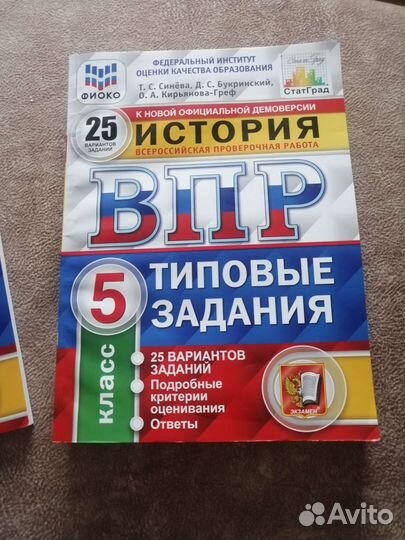 ФИОКО
ФЕДЕРАЛЬНЫЙ ИНСТИТУТ
ОЦЕНКИ КАЧЕСТВА ОБРАЗОВАНИЯ
Т. С. Синёва, Д. С. Букринский,
О. А. Кирьянова-Греф
СтатГрад
25
ВАРИАНТОВ
ЗАДАНИЙ
К НОВОЙ ОФИЦИАЛЬНОЙ ДЕМОВЕРСИИ
ИСТОРИЯ
ВСЕРОССИЙСКАЯ ПРОВЕРОЧНАЯ РАБОТА
ВПР
5
класс
ТИПОВЫЕ
ЗАДАНИЯ
25 ВАРИАНТОВ
ЗАДАНИЙ
Подробные
критерии
оценивания
Ответы
ЭКЗАМЕН
Avito